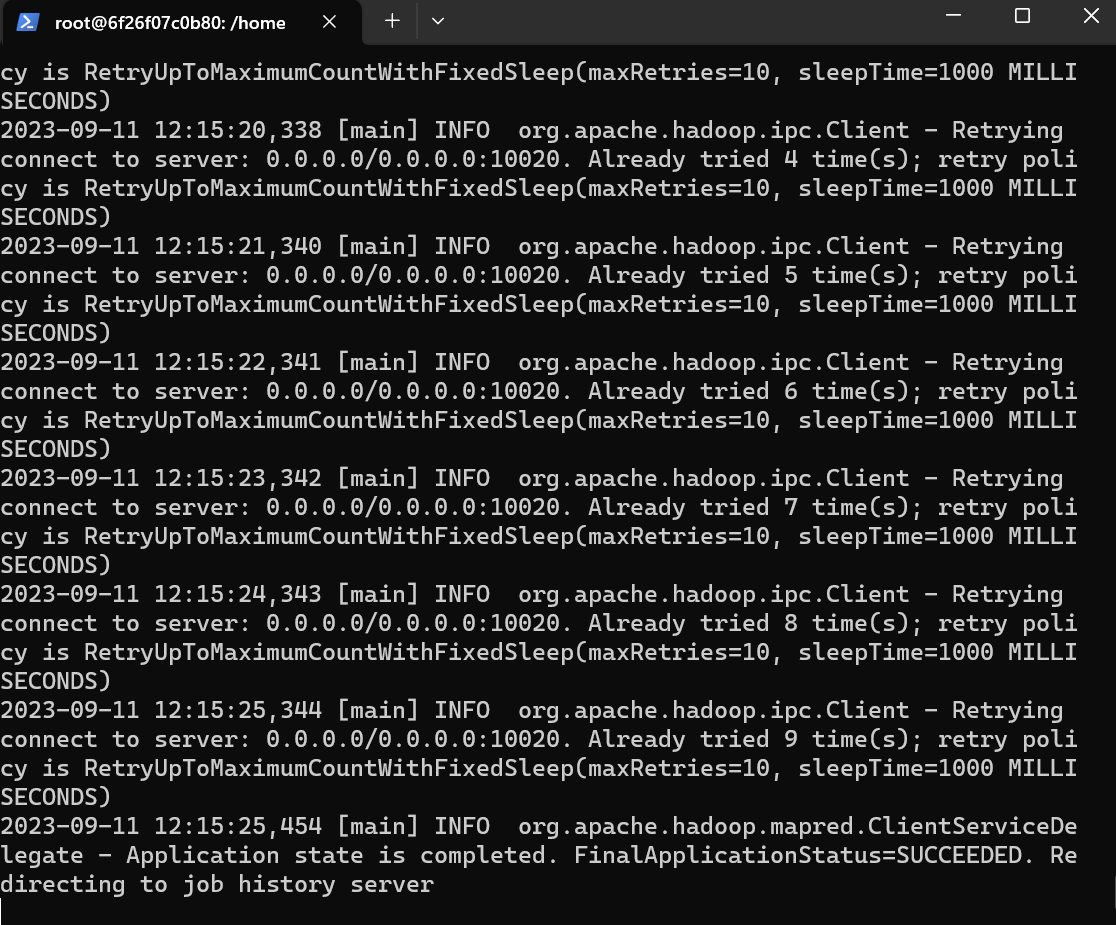 root@6f26f07c0b80: /home
cy is RetryUpToMaximumCountWithFixedSleep(maxRetries=10, sleepTime=1000 MILLI
SECONDS)
2023-09-11 12:15:20,338 [main] INFO  org.apache.hadoop.ipc.Client - Retrying
connect to server: 0.0.0.0/0.0.0.0:10020. Already tried 4 time(s); retry poli
cy is RetryUpToMaximumCountWithFixedSleep(maxRetries=10, sleepTime=1000 MILLI
SECONDS)
2023-09-11 12:15:21,340 [main] INFO  org.apache.hadoop.ipc.Client - Retrying
connect to server: 0.0.0.0/0.0.0.0:10020. Already tried 5 time(s); retry poli
cy is RetryUpToMaximumCountWithFixedSleep(maxRetries=10, sleepTime=1000 MILLI
SECONDS)
2023-09-11 12:15:22,341 [main] INFO  org.apache.hadoop.ipc.Client - Retrying
connect to server: 0.0.0.0/0.0.0.0:10020. Already tried 6 time(s); retry poli
cy is RetryUpToMaximumCountWithFixedSleep(maxRetries=10, sleepTime=1000 MILLI
SECONDS)
2023-09-11 12:15:23,342 [main] INFO  org.apache.hadoop.ipc.Client - Retrying
connect to server: 0.0.0.0/0.0.0.0:10020. Already tried 7 time(s); retry poli
cy is RetryUpToMaximumCountWithFixedSleep(maxRetries=10, sleepTime=1000 MILLI
SECONDS)
2023-09-11 12:15:24,343 [main] INFO  org.apache.hadoop.ipc.Client - Retrying
connect to server: 0.0.0.0/0.0.0.0:10020. Already tried 8 time(s); retry poli
cy is RetryUpToMaximumCountWithFixedSleep(maxRetries=10, sleepTime=1000 MILLI
SECONDS)
2023-09-11 12:15:25,344 [main] INFO  org.apache.hadoop.ipc.Client - Retrying
connect to server: 0.0.0.0/0.0.0.0:10020. Already tried 9 time(s); retry poli
cy is RetryUpToMaximumCountWithFixedSleep(maxRetries=10, sleepTime=1000 MILLI
SECONDS)
2023-09-11 12:15:25,454 [main] INFO  org.apache.hadoop.mapred.ClientServiceDe
legate - Application state is completed. FinalApplicationStatus=SUCCEEDED. Re
directing to job history server